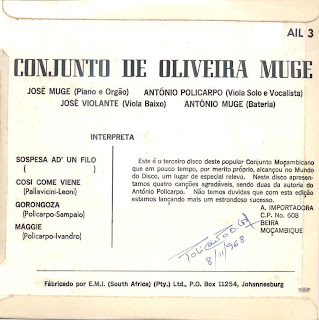 AIL 3
CONJUNTO DE OLIVEIRA MUGE
JOSÉ MUGE (Piano e Orgão) ANTÓNIO POLICARPO (Viola Solo e Vocalista)
JOSÉ VIOLANTE (Viola Baixo) ANTÓNIO MUGE (Bateria)
INTERPRETA
SOSPESA AD' UN FILO
( )
COSI COME VIENE
(Pallavicini-Leoni)
GORONGOZA
(Policarpo-Sampaio)
MAGGIE
(Policarpo-Ivandro)
Este é o terceiro disco deste popular Conjunto Moçambicano
que em pouco tempo, por merito próprio, alcançou no Mundo
do Disco, um lugar de especial relevo. Neste disco apresen-
tamos quatro canções agradáveis, sendo duas da autoria do
António Policarpo. Não temos duvidas que com esta edição
estamos lançando mais um estrondoso sucesso.
A. IMPORTADORA
C.P. No. 608
BEIRA
MOÇAMBIQUE
8/11/968
Fábricado por E.M.I. (South Africa) (Pty.) Ltd., P.O. Box 11254, Johannesburg